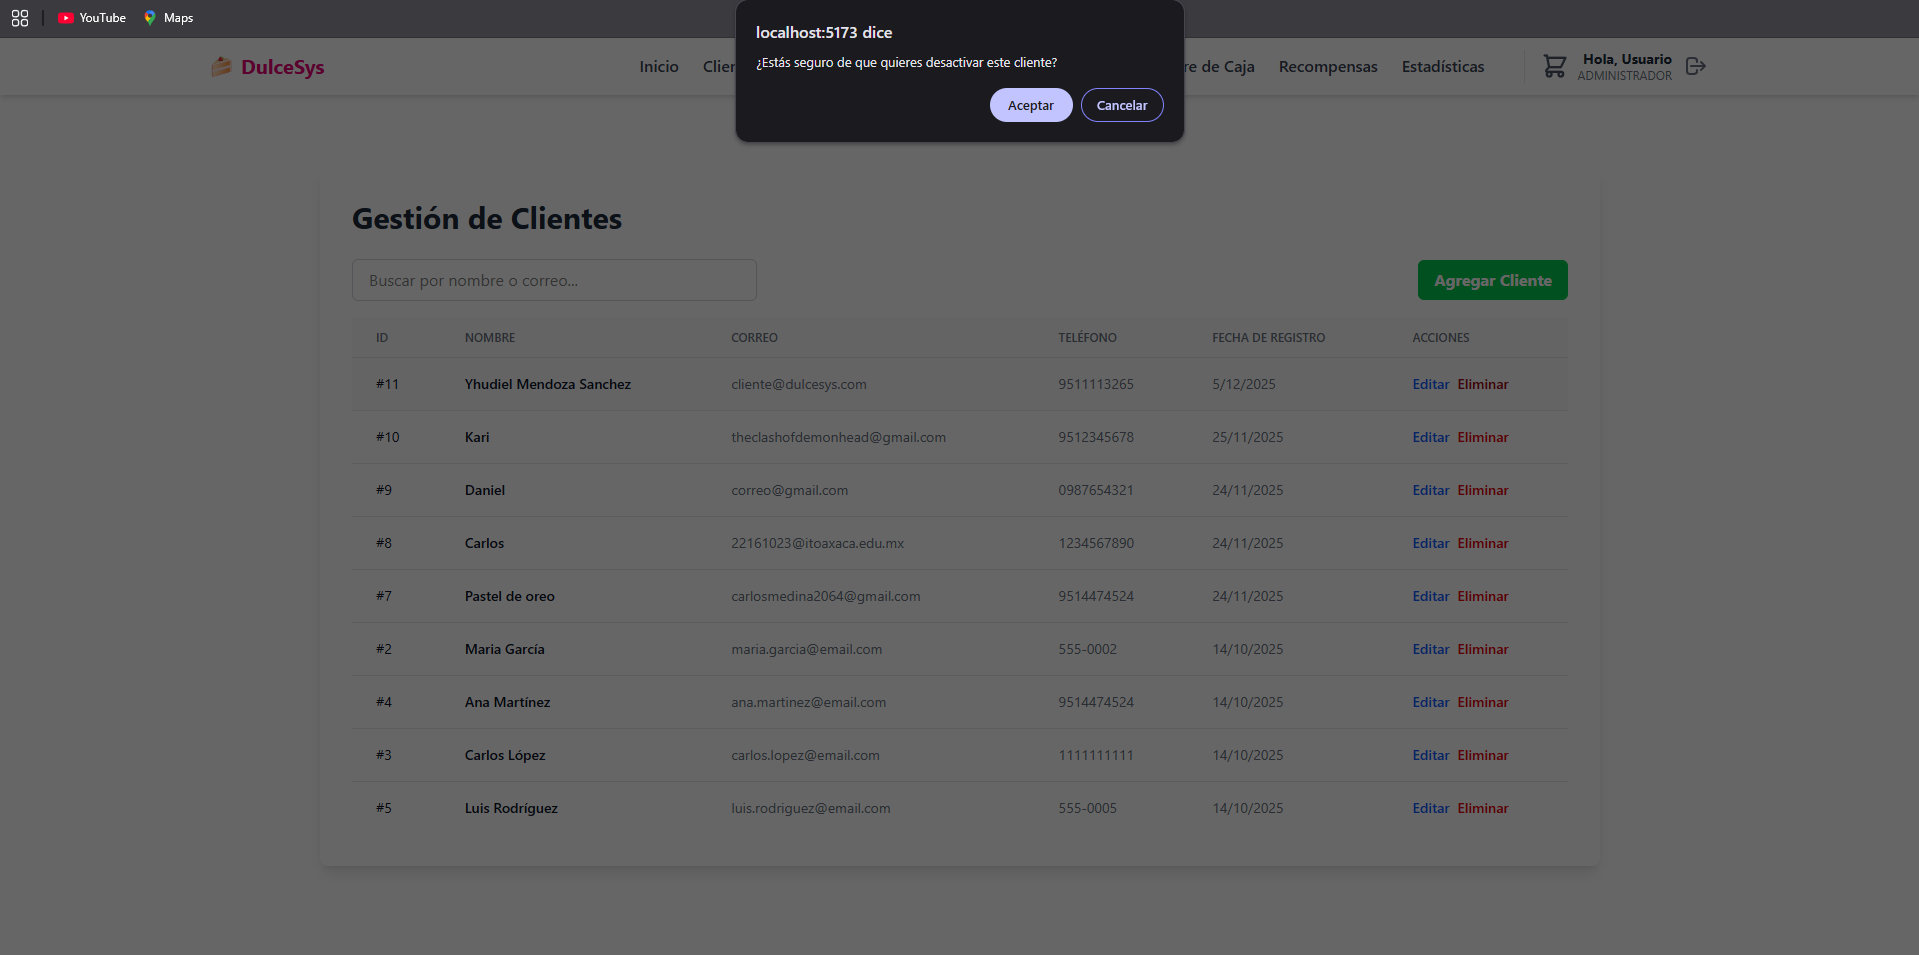 YouTube
Maps
localhost:5173 dice
¿Estás seguro de que quieres desactivar este cliente?
Aceptar
Cancelar
DulceSys
Inicio
de Caja
Recompensas
Estadísticas
Hola, Usuario
ADMINISTRADOR
Gestión de Clientes
Buscar por nombre o correo...
Agregar Cliente
ID NOMBRE CORREO TELÉFONO FECHA DE REGISTRO ACCIONES
#11 Yhudiel Mendoza Sanchez cliente@dulcesys.com 9511113265 5/12/2025 Editar Eliminar
#10 Kari theclashofdemonhead@gmail.com 9512345678 25/11/2025 Editar Eliminar
#9 Daniel correo@gmail.com 0987654321 24/11/2025 Editar Eliminar
#8 Carlos 22161023@itoaxaca.edu.mx 1234567890 24/11/2025 Editar Eliminar
#7 Pastel de oreo carlosmedina2064@gmail.com 9514474524 24/11/2025 Editar Eliminar
#2 Maria García maria.garcia@email.com 555-0002 14/10/2025 Editar Eliminar
#4 Ana Martínez ana.martinez@email.com 9514474524 14/10/2025 Editar Eliminar
#3 Carlos López carlos.lopez@email.com 1111111111 14/10/2025 Editar Eliminar
#5 Luis Rodríguez luis.rodriguez@email.com 555-0005 14/10/2025 Editar Eliminar